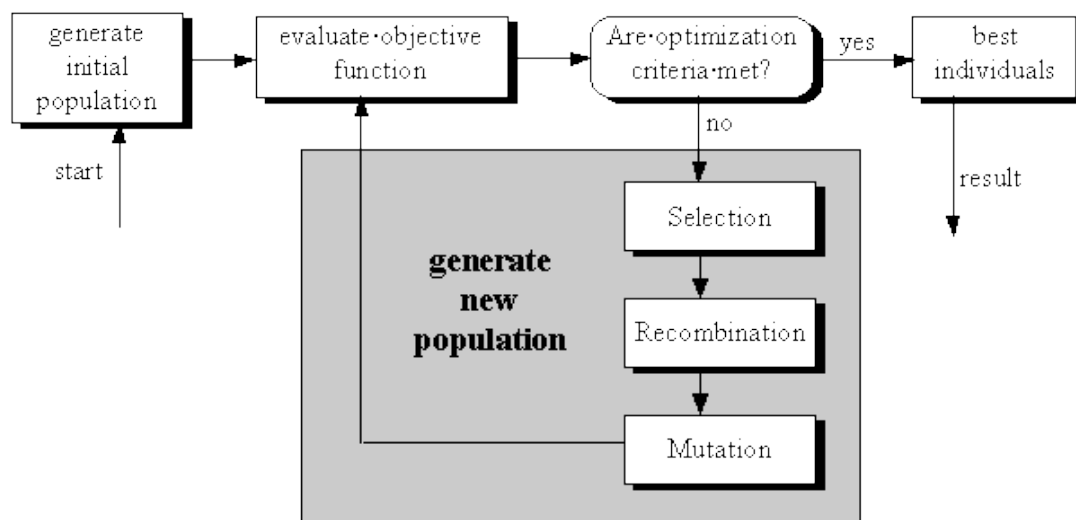 generate
initial
population
evaluate·objective
function
Are·optimization
criteria·met?
yes
best
individuals
no
start
result
Selection
generate
new
population
Recombination
Mutation